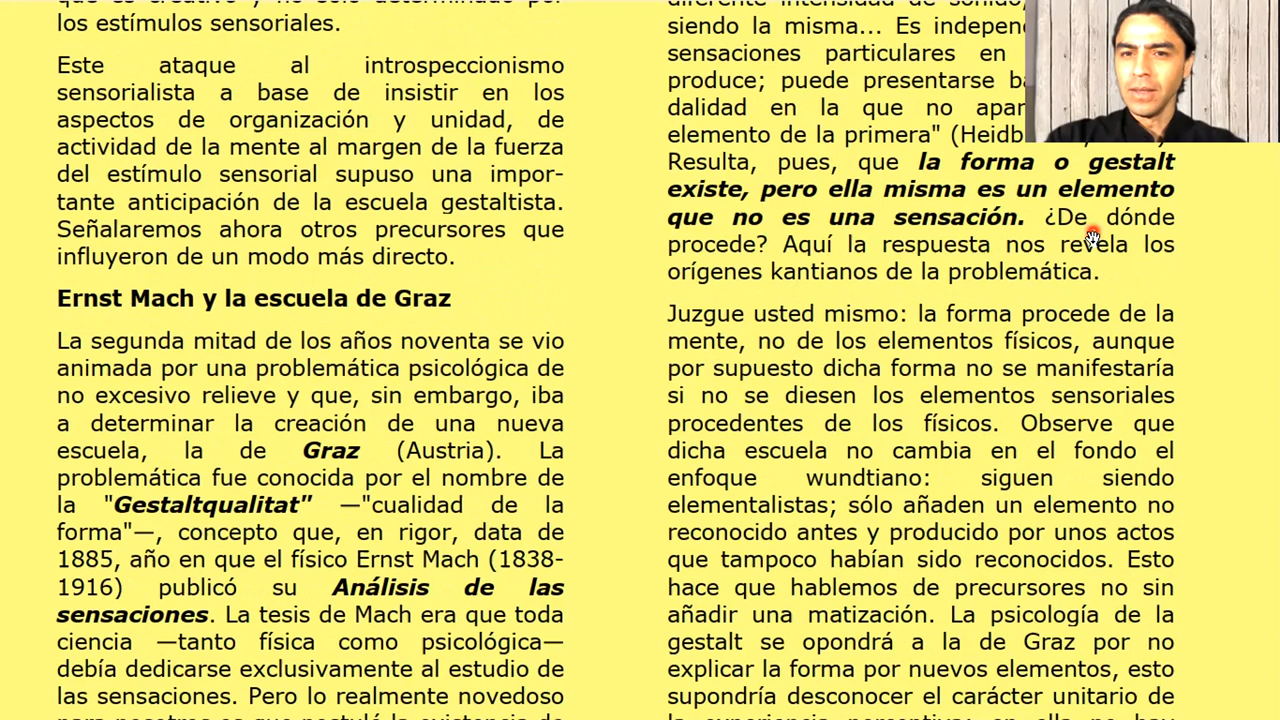 los estímulos sensoriales.
Este ataque al introspeccionismo
sensorialista a base de insistir en los
aspectos de organización y unidad, de
actividad de la mente al margen de la fuerza
del estímulo sensorial supuso una impor-
tante anticipación de la escuela gestaltista.
Señalaremos ahora otros precursores que
influyeron de un modo más directo.
Ernst Mach y la escuela de Graz
La segunda mitad de los años noventa se vio
animada por una problemática psicológica de
no excesivo relieve y que, sin embargo, iba
a determinar la creación de una nueva
escuela, la de Graz (Austria). La
problemática fue conocida por el nombre de
la "Gestaltqualitat" —"cualidad de la
forma"—, concepto que, en rigor, data de
1885, año en que el físico Ernst Mach (1838-
1916) publicó su Análisis de las
sensaciones. La tesis de Mach era que toda
ciencia —tanto física como psicológica—
debía dedicarse exclusivamente al estudio de
las sensaciones. Pero lo realmente novedoso
diferente intensidad de sonido,
siendo la misma... Es
sensaciones particulares en
produce; puede presentarse
dalidad en la que no
elemento de la primera"
Resulta, pues, que la forma o gestalt
existe, pero ella misma es un elemento
que no es una sensación. ¿De dónde
procede? Aquí la respuesta nos revela los
orígenes kantianos de la problemática.
Juzgue usted mismo: la forma procede de la
mente, no de los elementos físicos, aunque
por supuesto dicha forma no se manifestaría
si no se diesen los elementos sensoriales
procedentes de los físicos. Observe que
dicha escuela no cambia en el fondo el
enfoque wundtiano: siguen siendo
elementalistas; sólo añaden un elemento no
reconocido antes y producido por unos actos
que tampoco habían sido reconocidos. Esto
hace que hablemos de precursores no sin
añadir una matización. La psicología de la
gestalt se opondrá a la de Graz por no
explicar la forma por nuevos elementos, esto
supondría desconocer el carácter unitario de